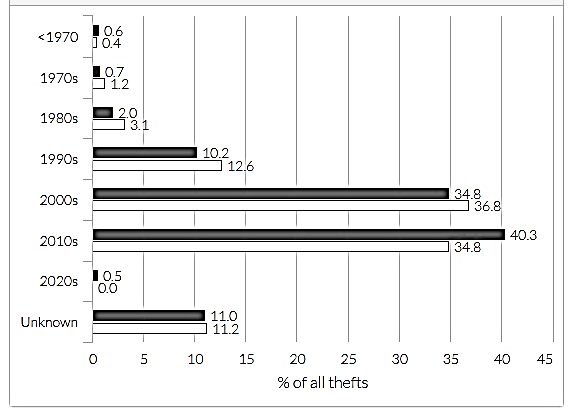 <1970 0.6
0.4
1970s 0.7
1.2
1980s 2.0
3.1
1990s 10.2
12.6
2000s 34.8
36.8
2010s 40.3
34.8
2020s 0.5
0.0
Unknown 11.0
11.2
0 5 10 15 20 25 30 35 40 45
% of all thefts